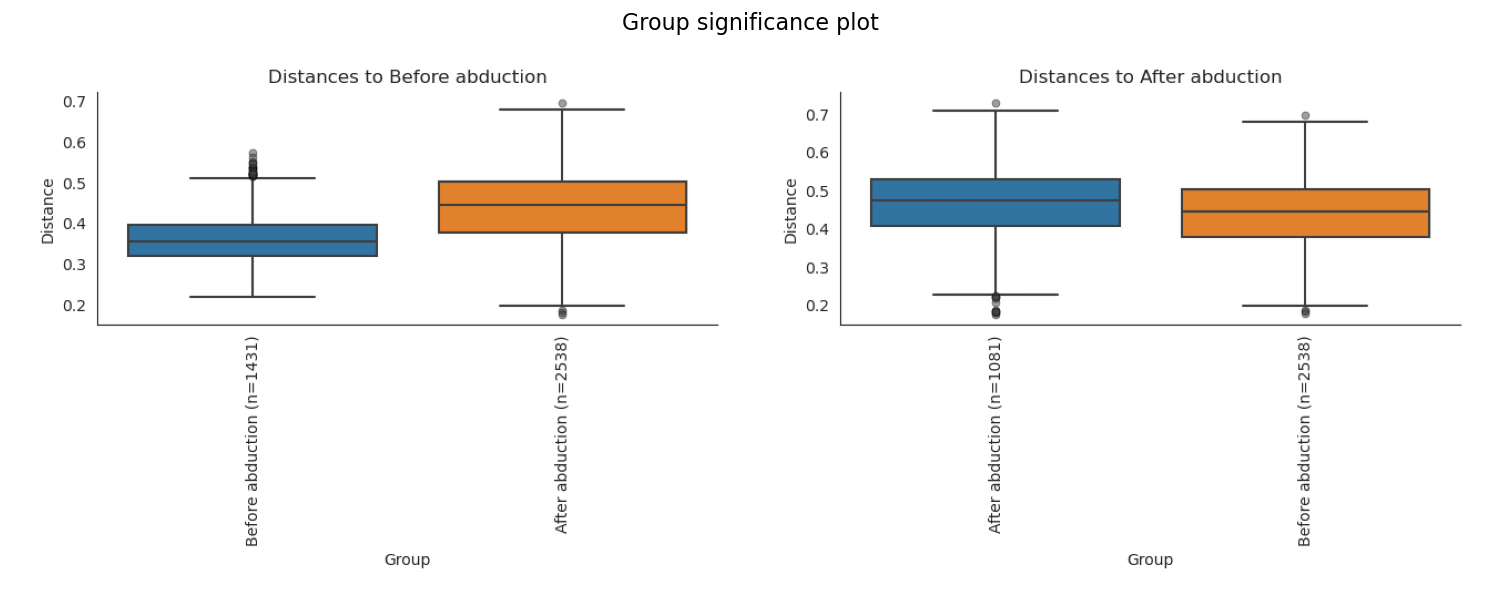 Group significance plot
Distances to Before abduction
Distance
0.7
0.6
0.5
0.4
0.3
0.2
Before abduction (n=1431)
After abduction (n=2538)
Group
Distances to After abduction
Distance
0.7
0.6
0.5
0.4
0.3
0.2
After abduction (n=1081)
Before abduction (n=2538)
Group